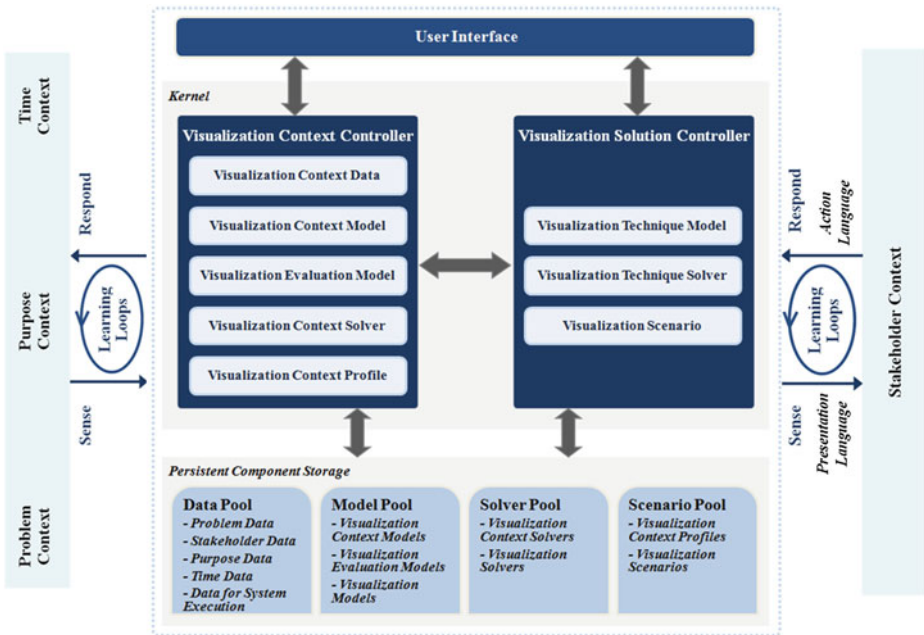 User Interface
Time
Context
Purpose
Context
Problem
Context
Respond
Learning
Loops
Sense
Kernel
Visualization Context Controller
Visualization Context Data
Visualization Context Model
Visualization Evaluation Model
Visualization Context Solver
Visualization Context Profile
Visualization Solution Controller
Visualization Technique Model
Visualization Technique Solver
Visualization Scenario
Respond
Action
Language
Learning
Loops
Sense
Presentation
Language
Stakeholder Context
Persistent Component Storage
Data Pool
- Problem Data
- Stakeholder Data
- Purpose Data
- Time Data
- Data for System
Execution
Model Pool
- Visualization
Context Models
- Visualization
Evaluation Models
- Visualization
Models
Solver Pool
- Visualization
Context Solvers
- Visualization
Solvers
Scenario Pool
- Visualization
Context Profiles
- Visualization
Scenarios